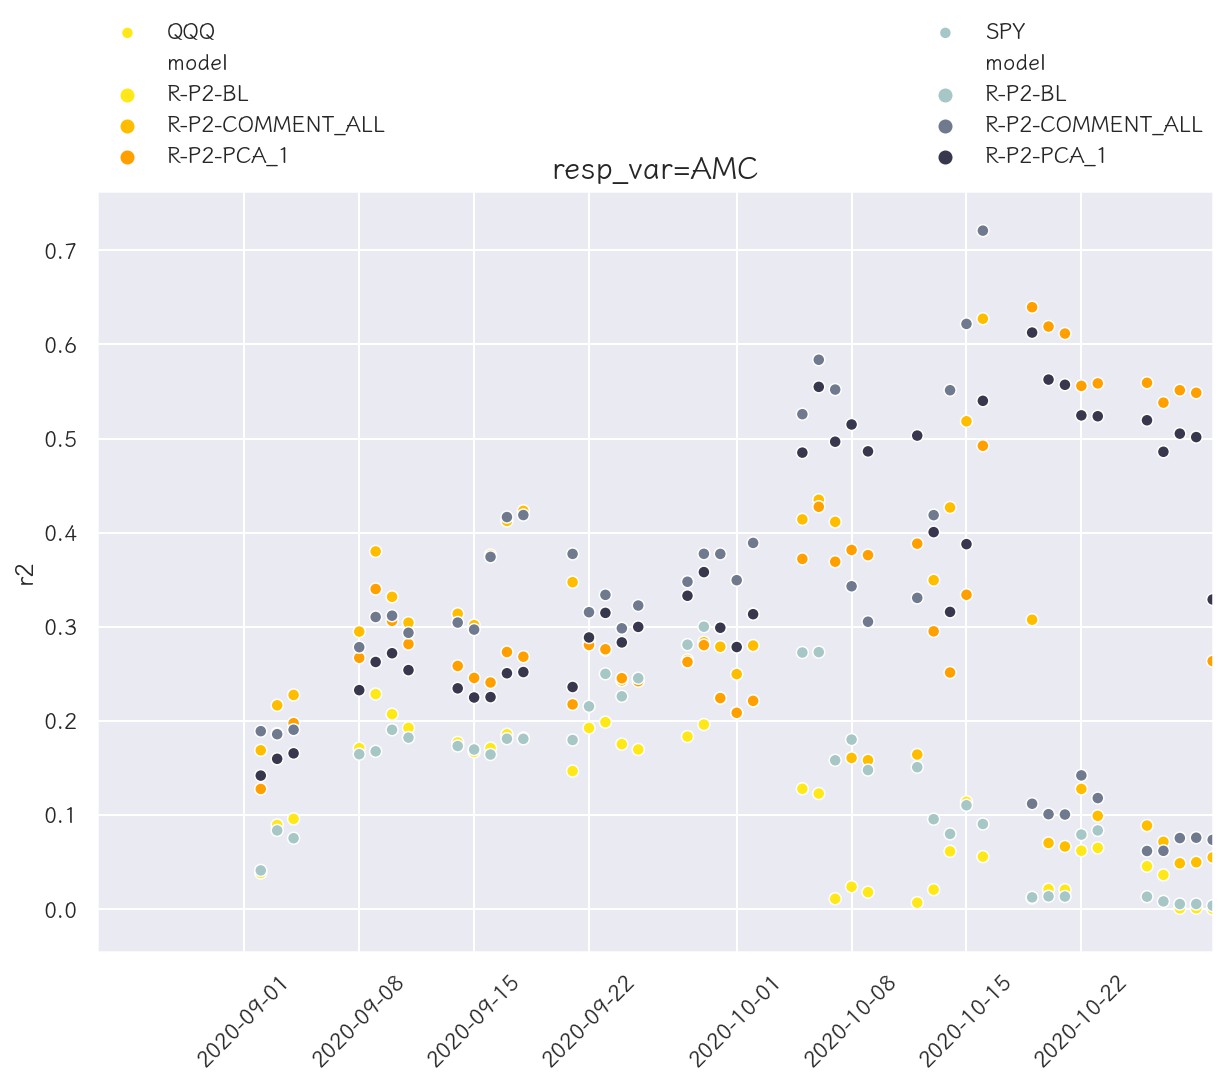 QQQ
model
R-P2-BL
R-P2-COMMENT_ALL
R-P2-PCA_1
SPY
model
R-P2-BL
R-P2-COMMENT_ALL
R-P2-PCA_1
resp_var=AMC
0.7
0.6
0.5
0.4
0.3
0.2
0.1
0.0
r2
2020-09-01
2020-09-08
2020-09-15
2020-09-22
2020-10-01
2020-10-08
2020-10-15
2020-10-22